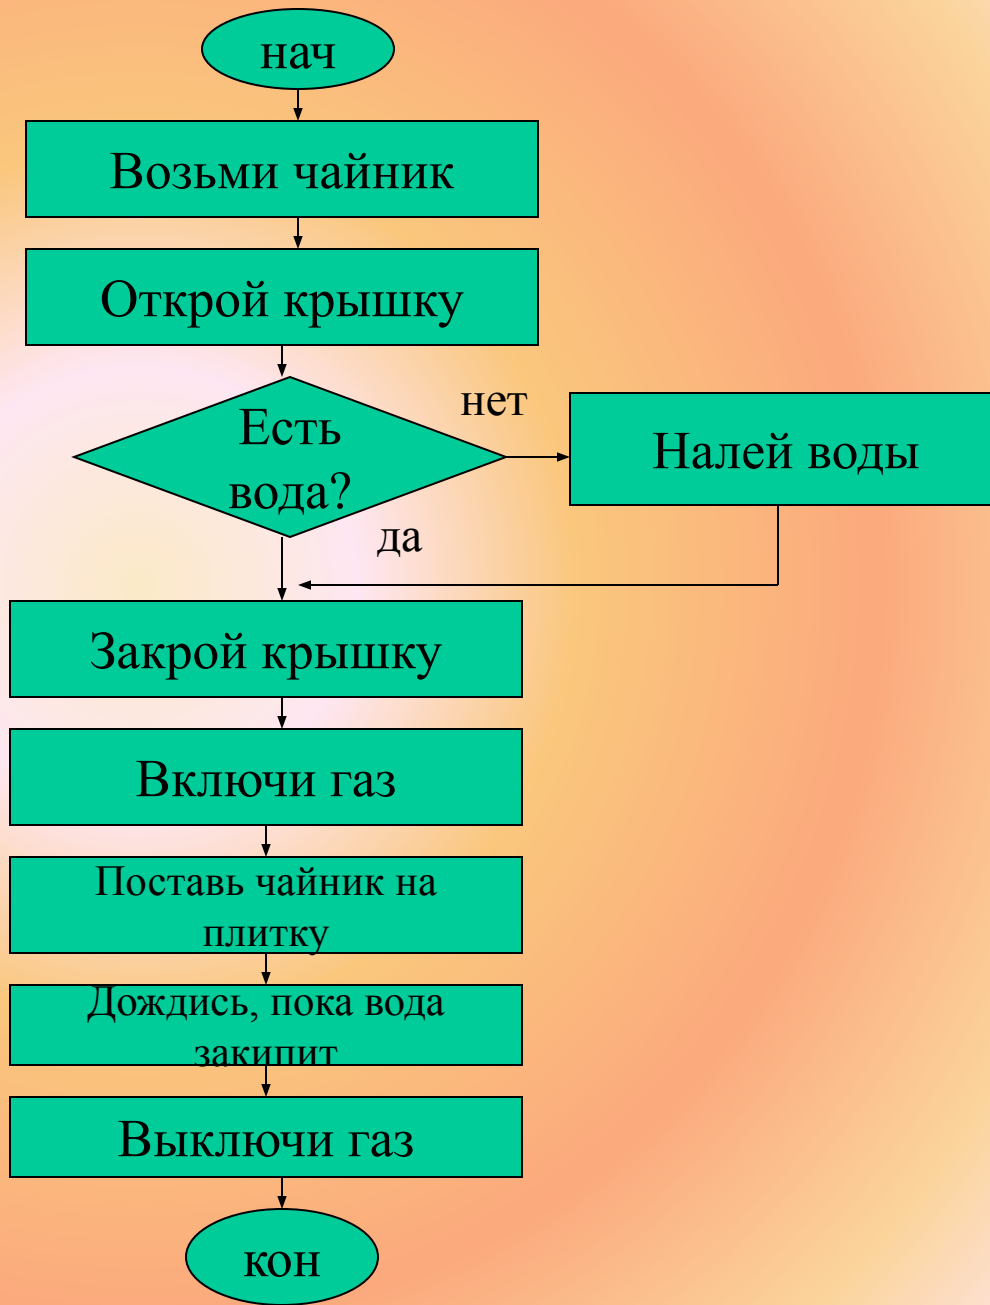 нач
Возьми чайник
Открой крышку
Есть
вода?
нет
Налей воды
да
Закрой крышку
Включи газ
Поставь чайник на
плитку
Дождись, пока вода
закипит
Выключи газ
кон